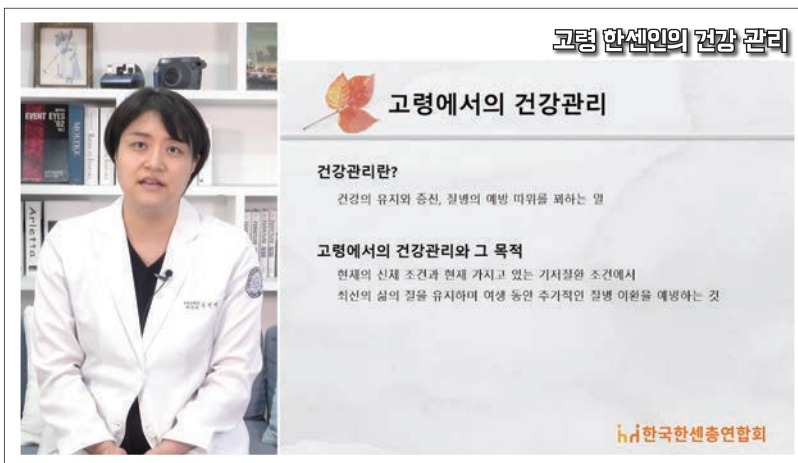 고령 한센인의 건강 관리
고령에서의 건강관리
건강관리란?
건강의 유지와 증진, 질병의 예방 따위를 꾀하는 일
고령에서의 건강관리와 그 목적
현재의 신체 조건과 현재 가지고 있는 기저질환 조건에서
최선의 삶의 질을 유지하며 여생 동안 추가적인 질병 이환을 예방하는 것
한국한센총연합회
EVENT EYES
'92
MOLTKE
Arletta